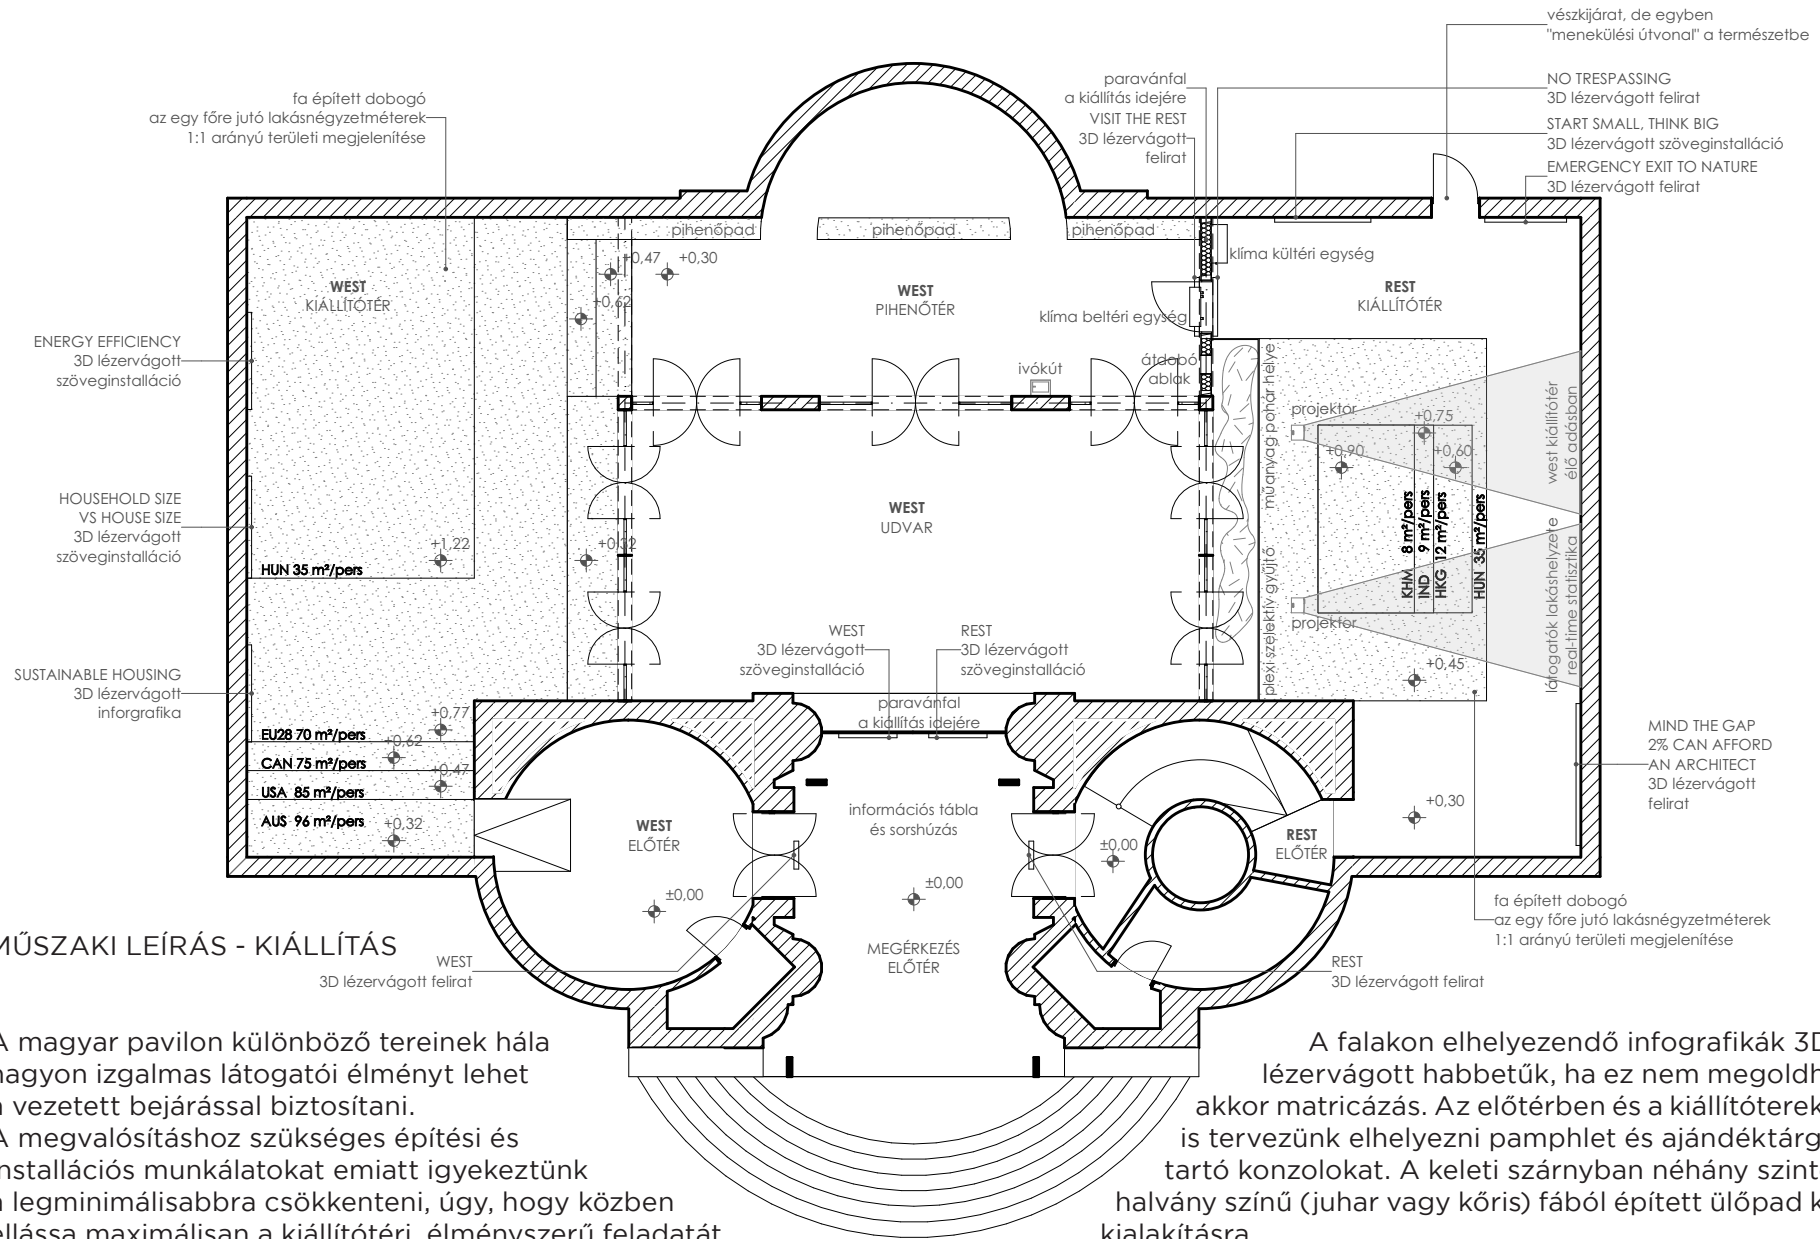 vészkijárat, de egyben
"menekülési útvonal" a természetbe
fa épített dobogó
az egy főre jutó lakásnégyzetméterek
1:1 arányú területi megjelenítése
paravánfal
a kiállítás idejére
VISIT THE REST
3D lézervágott
felirat
NO TRESPASSING
3D lézervágott felirat
START SMALL, THINK BIG
3D lézervágott szöveginstalláció
EMERGENCY EXIT TO NATURE
3D lézervágott felirat
pihenőpad
pihenőpad
pihenőpad
+0,47
+0,30
+0,62
klíma kültéri egység
WEST
KIÁLLÍTÓTÉR
WEST
PIHENŐTÉR
REST
KIÁLLÍTÓTÉR
klíma beltéri egység
ENERGY EFFICIENCY
3D lézervágott
szöveginstalláció
ivókút
átdobó
ablak
műanyag pohár helye
plexi szelektív gyűjtő
projektor
+0,75
+0,90
+0,60
west kiállítótér
élő adásban
HOUSEHOLD SIZE
VS HOUSE SIZE
3D lézervágott
szöveginstalláció
WEST
UDVAR
KHM 8 m²/pers
IND 9 m²/pers
HKG 12 m²/pers
HUN 35 m²/pers
látogatók lakáshelyzete
real-time statisztika
+1,22
+0,32
HUN 35 m²/pers
projektor
+0,45
WEST
3D lézervágott
szöveginstalláció
REST
3D lézervágott
szöveginstalláció
SUSTAINABLE HOUSING
3D lézervágott
inforgrafika
paravánfal
a kiállítás idejére
+0,77
EU28 70 m²/pers
+0,62
CAN 75 m²/pers
+0,47
USA 85 m²/pers
AUS 96 m²/pers
+0,32
MIND THE GAP
2% CAN AFFORD
AN ARCHITECT
3D lézervágott
felirat
információs tábla
és sorshúzás
+0,30
WEST
ELŐTÉR
REST
ELŐTÉR
±0,00
±0,00
±0,00
fa épített dobogó
az egy főre jutó lakásnégyzetméterek
1:1 arányú területi megjelenítése
MEGÉRKEZÉS
ELŐTÉR
MŰSZAKI LEÍRÁS - KIÁLLÍTÁS
WEST
3D lézervágott felirat
REST
3D lézervágott felirat
A magyar pavilon különböző tereinek hála
nagyon izgalmas látogatói élményt lehet
a vezetett bejárással biztosítani.
A megvalósításhoz szükséges építési és
installációs munkálatokat emiatt igyekeztünk
a legminimálisabbra csökkenteni, úgy, hogy közben
ellássa maximálisan a kiállítótéri, élményszerű feladatát.
A falakon elhelyezendő infografikák 3D
lézervágott habbetűk, ha ez nem megoldh
akkor matricázás. Az előtérben és a kiállítóterek
is tervezünk elhelyezni pamphlet és ajándéktárg
tartó konzolokat. A keleti szárnyban néhány szint
halvány színű (juhar vagy kőris) fából épített ülőpad k
kialakításra.